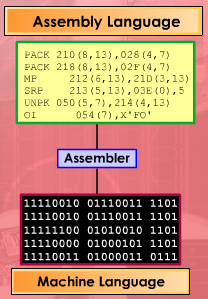 Assembly Language
PACK 210(8,13),028(4,7)
PACK 218(8,13),02F(4,7)
MP 212(6,13),21D(3,13)
SRP 213(5,13),03E(0),5
UNPK 050(5,7),214(4,13)
OI 054(7),X'F0'
Assembler
11110010 01110011 1101
11110010 01110011 1101
11111100 01010010 1101
11110000 01000101 1101
11110011 01000011 0111
Machine Language